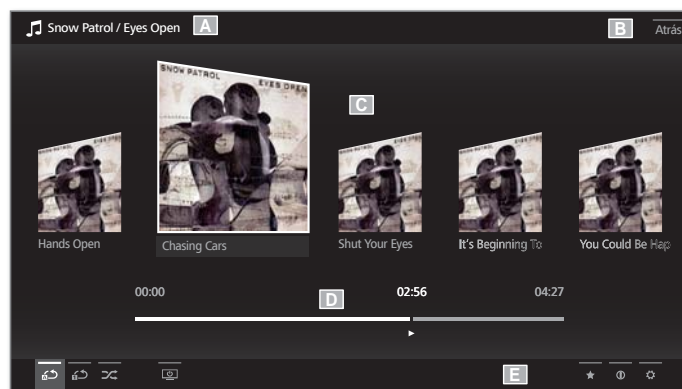 Snow Patrol / Eyes Open A B Atrás
SNOW PATROL EYES OPEN
C
Hands Open
Chasing Cars
Shut Your Eyes
It's Beginning To
You Could Be Hap
00:00 D 02:56 04:27
E